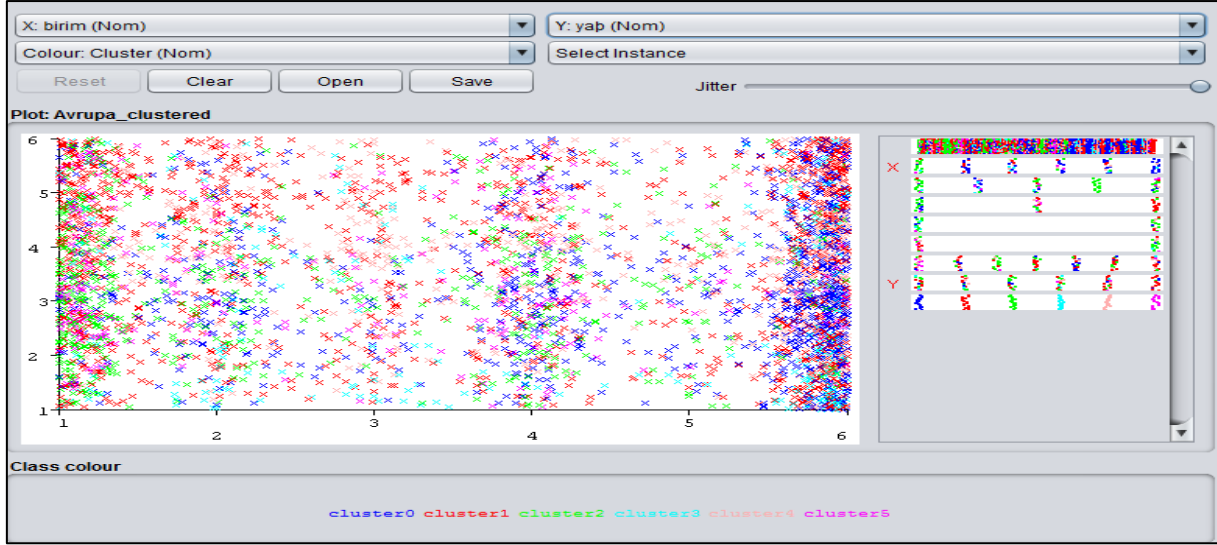 X: birim (Nom) Y: yaþ (Nom)
Colour: Cluster (Nom) Select Instance
Reset Clear Open Save Jitter
Plot: Avrupa_clustered
6
5
4
3
2
1
1 2 3 4 5 6
X
Y
Class colour
cluster0 cluster1 cluster2 cluster3 cluster4 cluster5